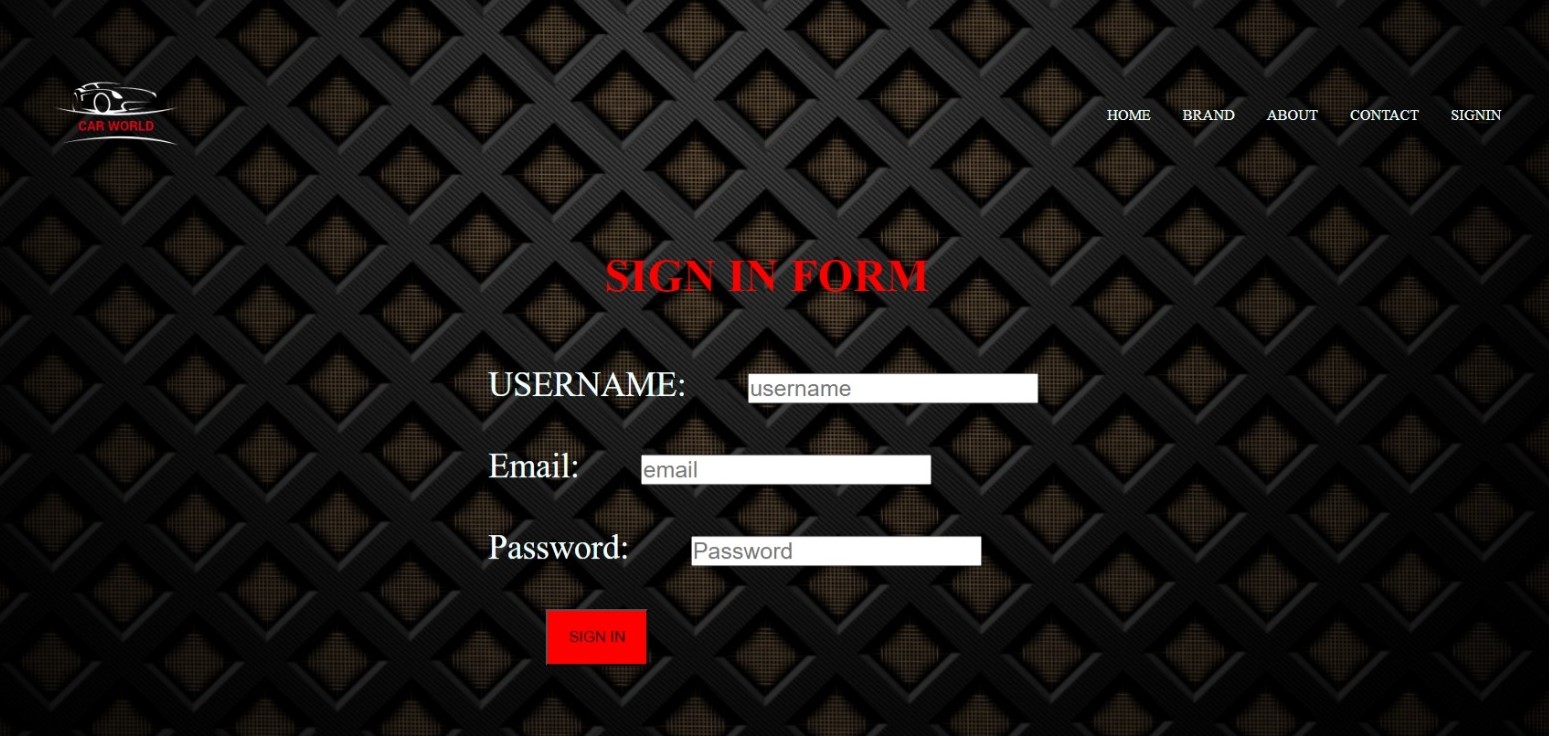 CAR WORLD
HOME BRAND ABOUT CONTACT SIGNIN
SIGN IN FORM
USERNAME: username
Email: email
Password: Password
SIGN IN